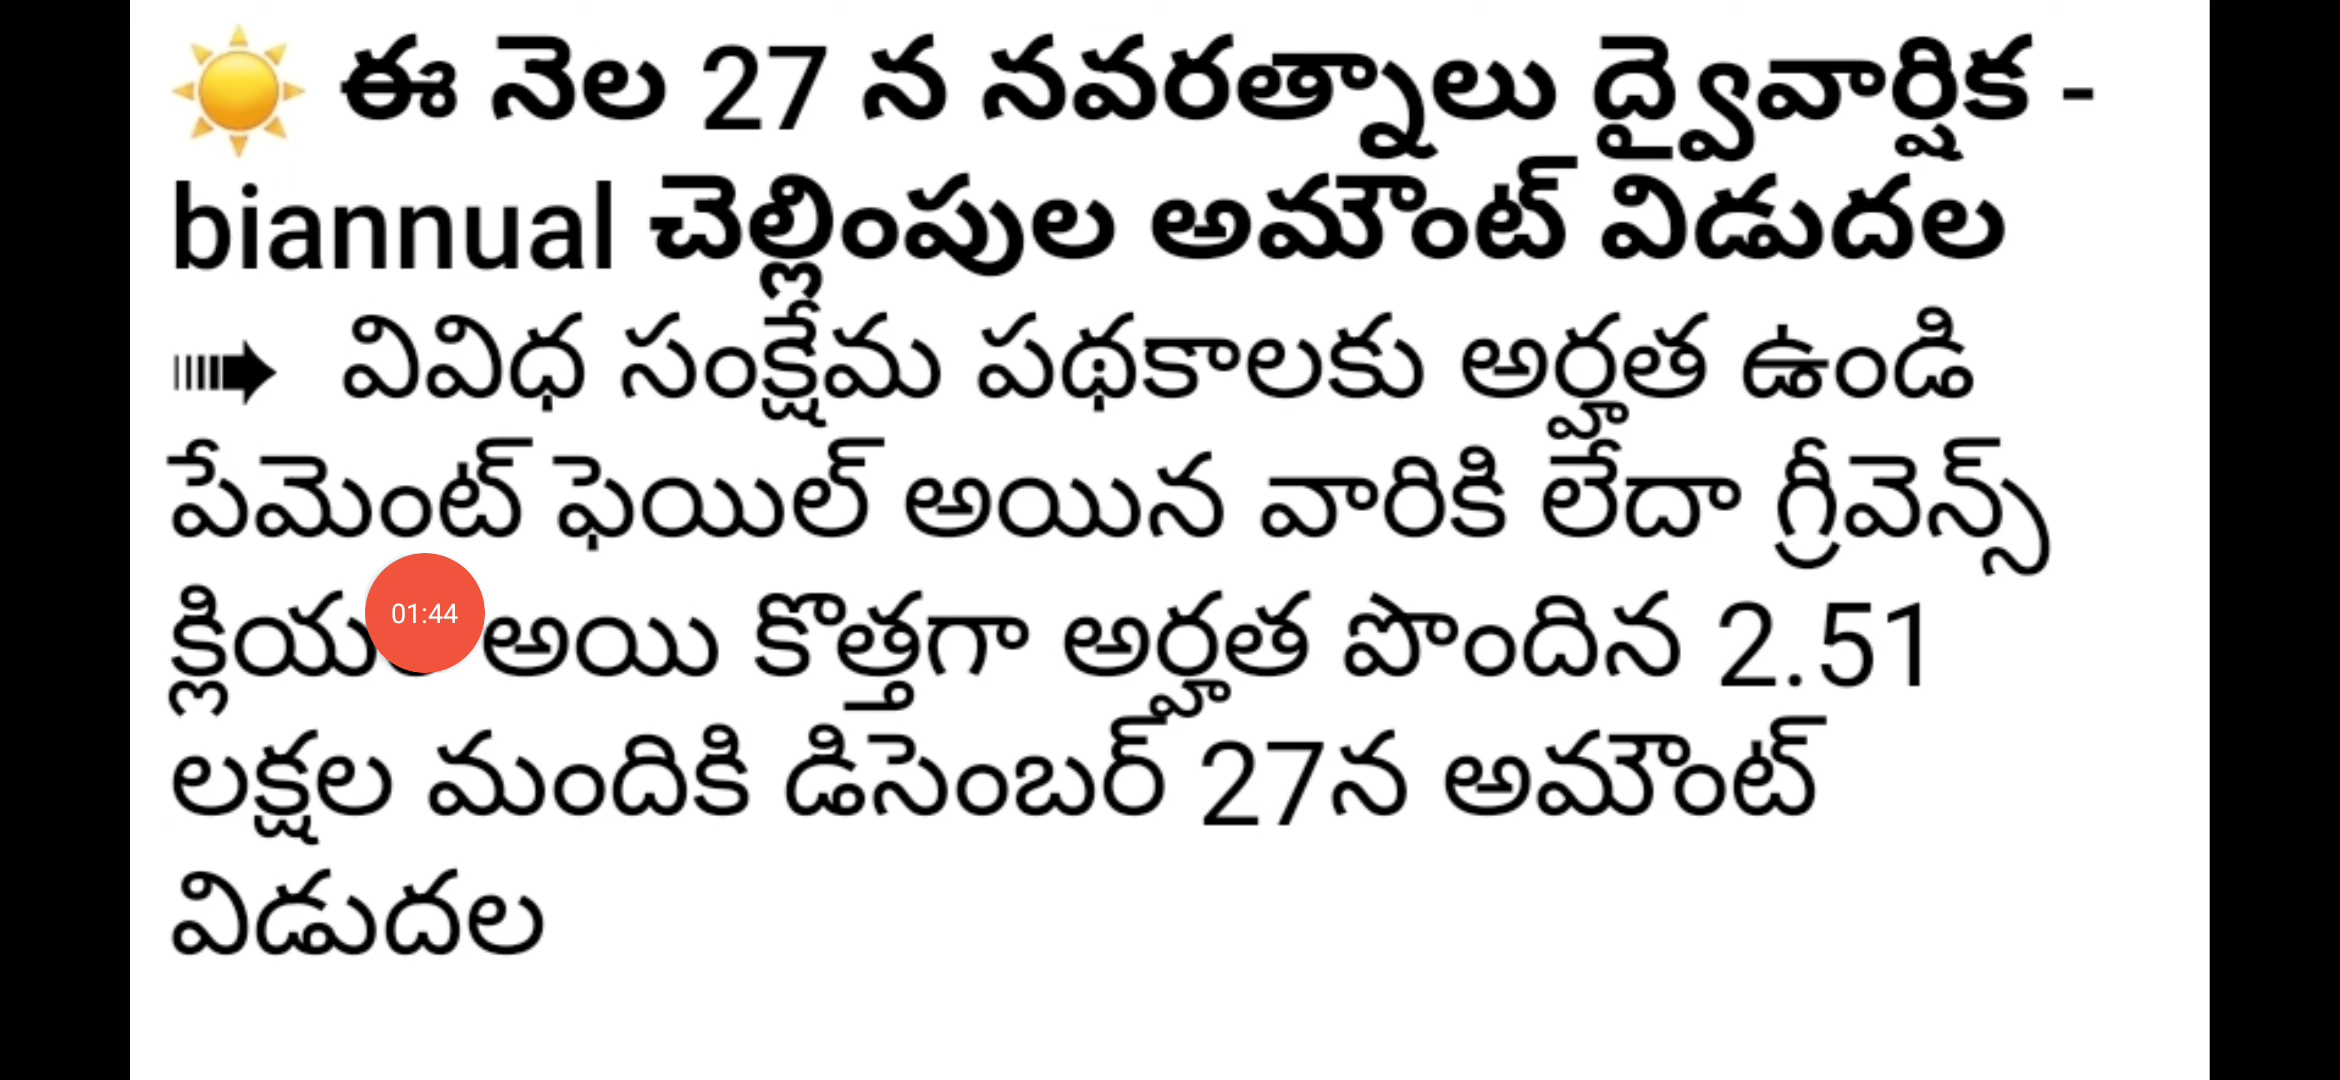 ☀️ ఈ నెల 27 న నవరత్నాలు ద్వైవార్షిక -
biannual చెల్లింపుల అమౌంట్ విడుదల
➠ వివిధ సంక్షేమ పథకాలకు అర్హత ఉండి
పేమెంట్ ఫెయిల్ అయిన వారికి లేదా గ్రీవెన్స్
01:44 అయి కొత్తగా అర్హత పొందిన 2.51
లక్షల మందికి డిసెంబర్ 27న అమౌంట్
విడుదల